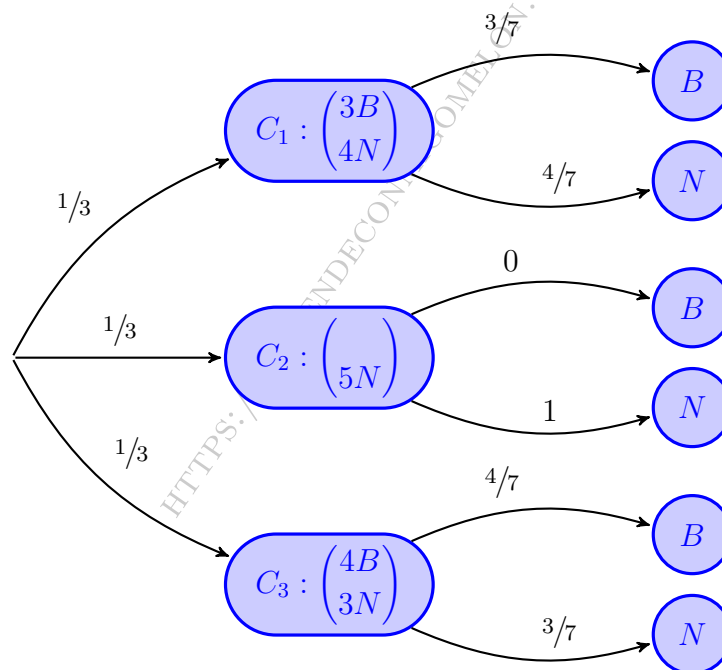 3/7
B
C₁ : (3B
4N)
4/7
N
1/3
0
B
1/3
C₂ : (
5N)
1
N
1/3
4/7
B
C₃ : (4B
3N)
3/7
N